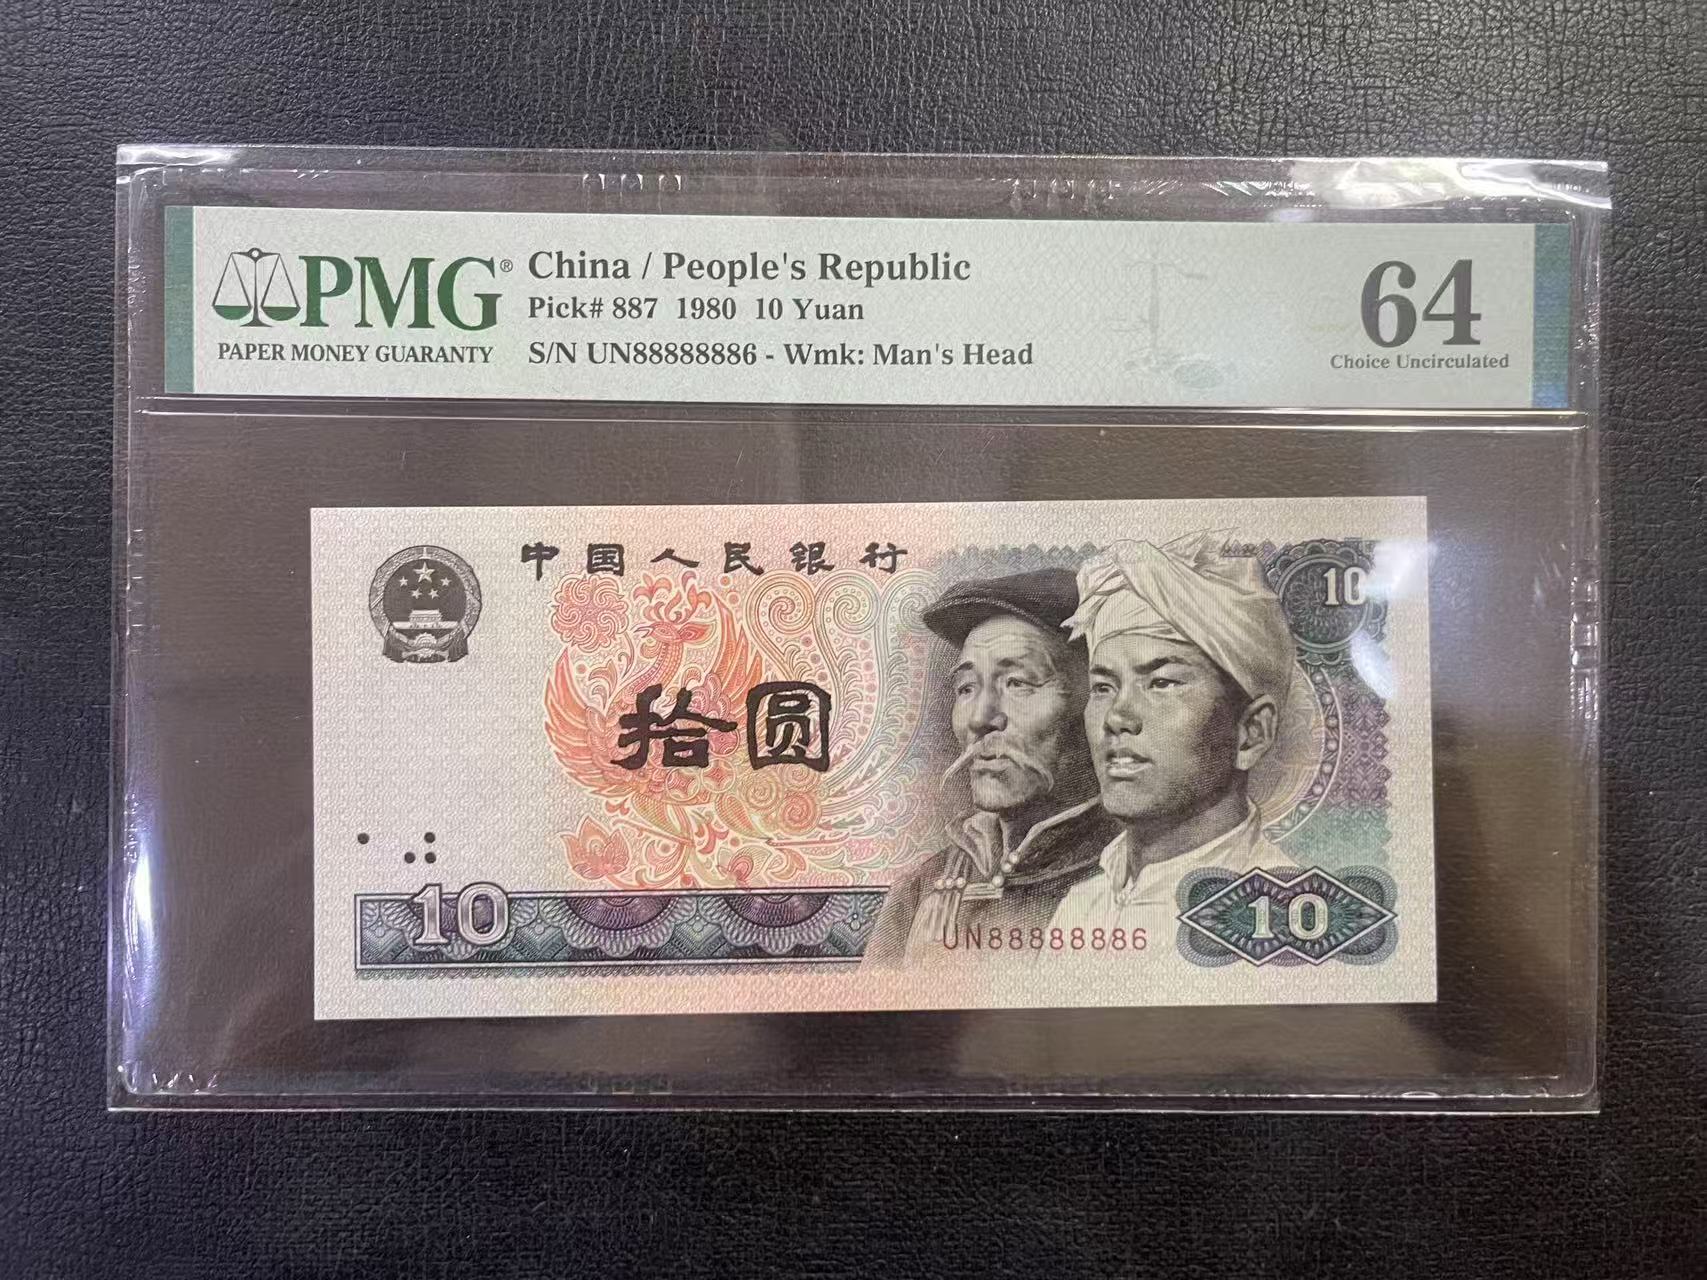 PMG®
PAPER MONEY GUARANTY
China / People's Republic
Pick# 887 1980 10 Yuan
S/N UN88888886 - Wmk: Man's Head
64
Choice Uncirculated
中国人民银行
10
拾圆
10
UN88888886
10